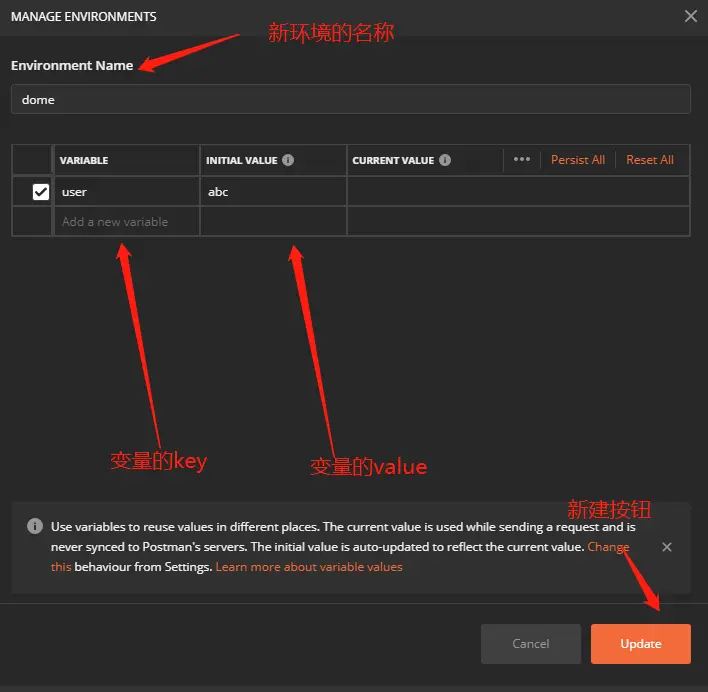 MANAGE ENVIRONMENTS
新环境的名称
Environment Name
dome
VARIABLE INITIAL VALUE CURRENT VALUE ••• Persist All Reset All
user abc
Add a new variable
变量的key
变量的value
新建按钮
Use variables to reuse values in different places. The current value is used while sending a request and is
never synced to Postman's servers. The initial value is auto-updated to reflect the current value. Change
this behaviour from Settings. Learn more about variable values
Cancel Update